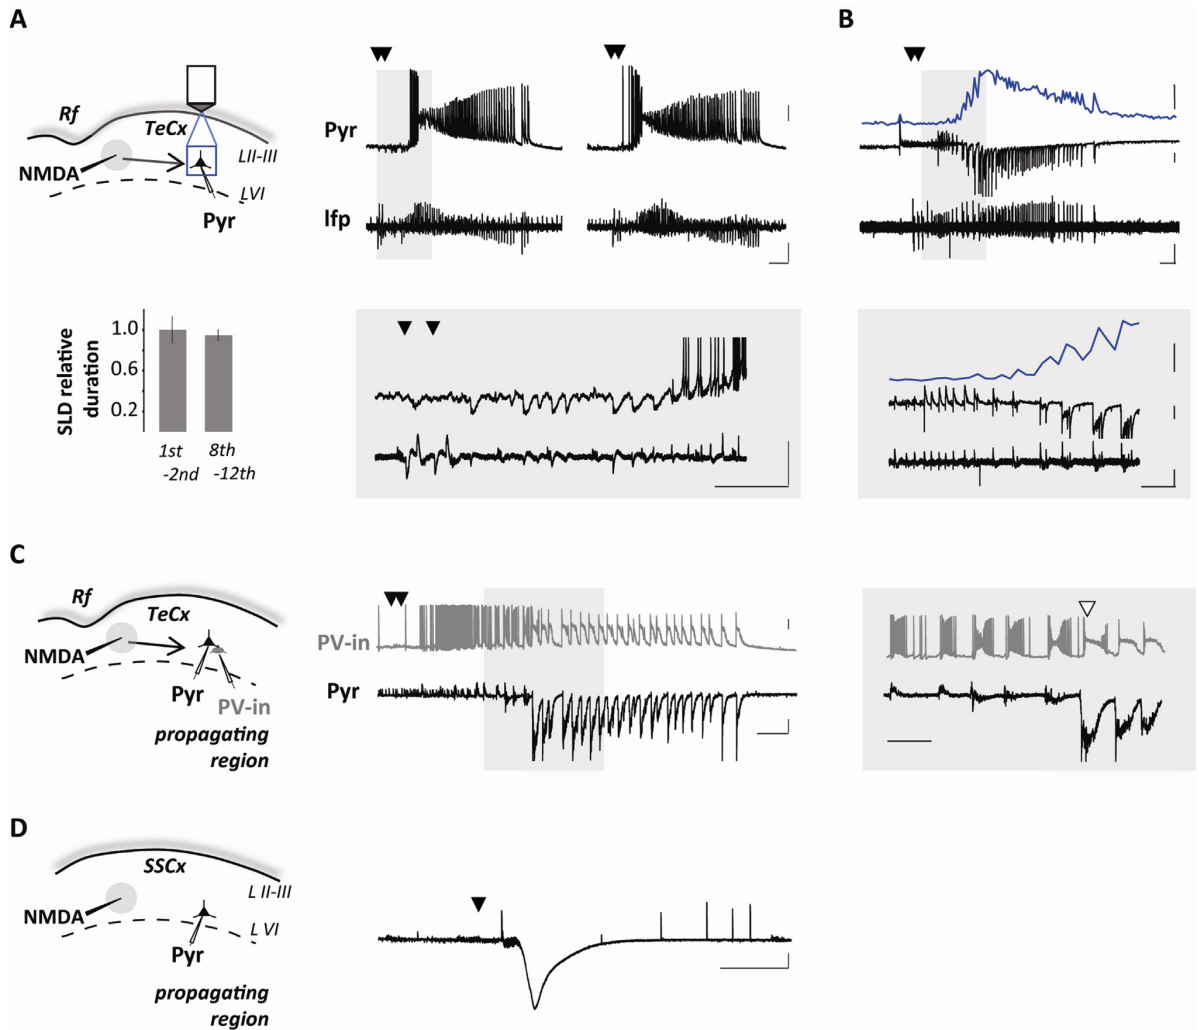 A
B
Rf
TeCx
LII-III
NMDA
LVI
Pyr
Pyr
lfp
SLD relative
duration
1.0
0.6
0.2
1st
-2nd
8th
-12th
C
Rf
TeCx
NMDA
Pyr
PV-in
propagating
region
PV-in
Pyr
D
SSCx
L II-III
NMDA
L VI
Pyr
propagating
region